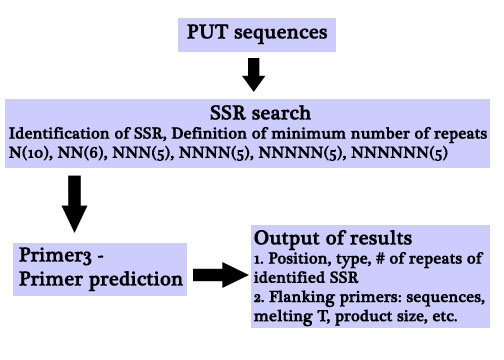 PUT sequences
SSR search
Identification of SSR, Definition of minimum number of repeats
N(10), NN(6), NNN(5), NNNN(5), NNNNN(5), NNNNNN(5)
Primer3 -
Primer prediction
Output of results
1. Position, type, # of repeats of
identified SSR
2. Flanking primers: sequences,
melting T, product size, etc.